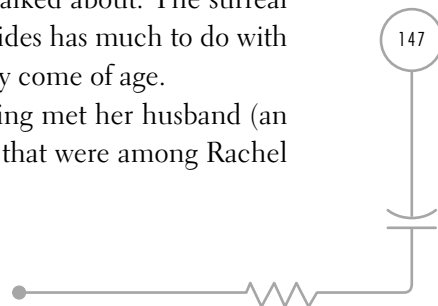 alked about. The surreal
ides has much to do with
y come of age.
ing met her husband (an
that were among Rachel
147